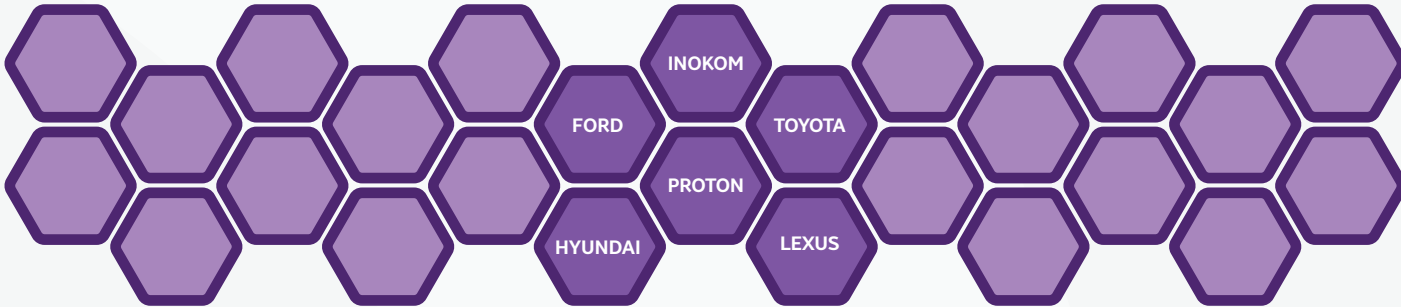 INOKOM
FORD
TOYOTA
PROTON
HYUNDAI
LEXUS